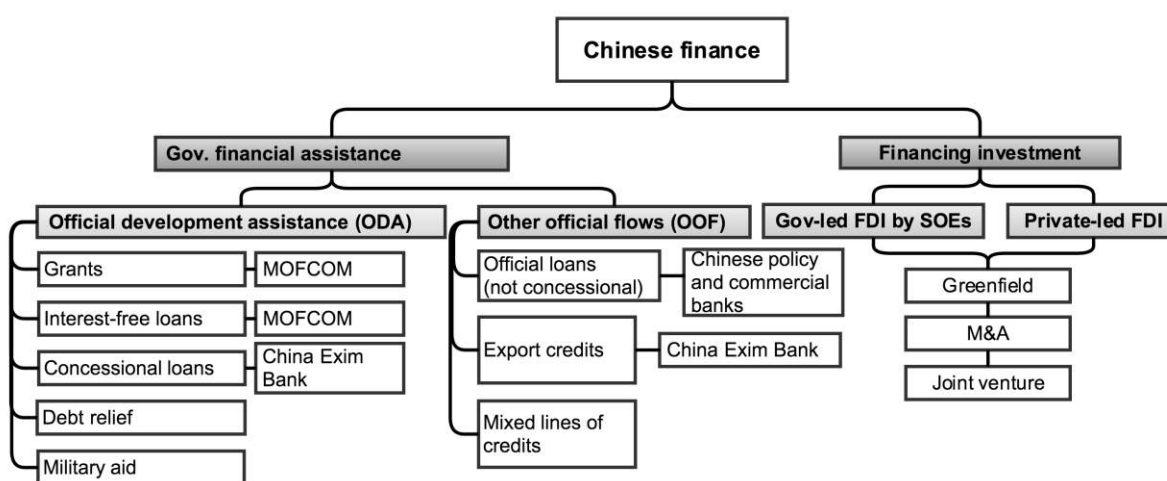 Chinese finance
Gov. financial assistance
Financing investment
Official development assistance (ODA)
Other official flows (OOF)
Gov-led FDI by SOEs
Private-led FDI
Grants
MOFCOM
Interest-free loans
MOFCOM
Concessional loans
China Exim
Bank
Debt relief
Military aid
Official loans
(not concessional)
Chinese policy
and commercial
banks
Export credits
China Exim Bank
Mixed lines of
credits
Greenfield
M&A
Joint venture